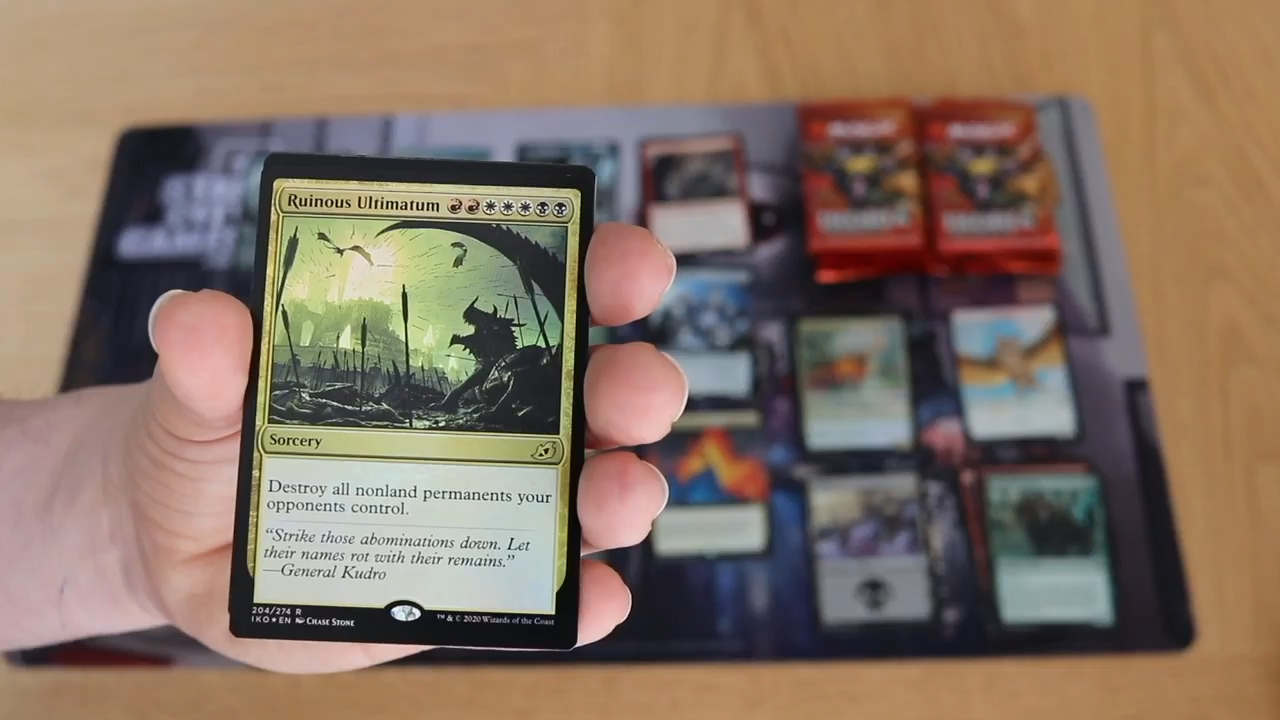 Ruinous Ultimatum
Sorcery
Destroy all nonland permanents your
opponents control.
"Strike those abominations down. Let
their names rot with their remains."
—General Kudro
204/274 R
IKO★EN Chase Stone
™ & © 2020 Wizards of the Coast